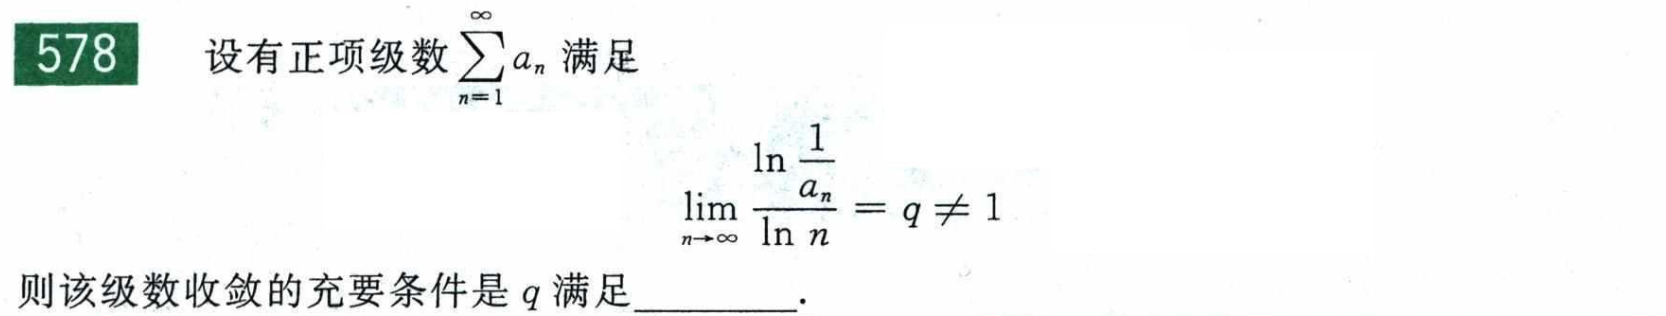 578 设有正项级数 $\sum_{n=1}^{\infty} a_n$ 满足
$\lim_{n \to \infty} \frac{\ln \frac{1}{a_n}}{\ln n} = q \neq 1$
则该级数收敛的充要条件是 q 满足________.